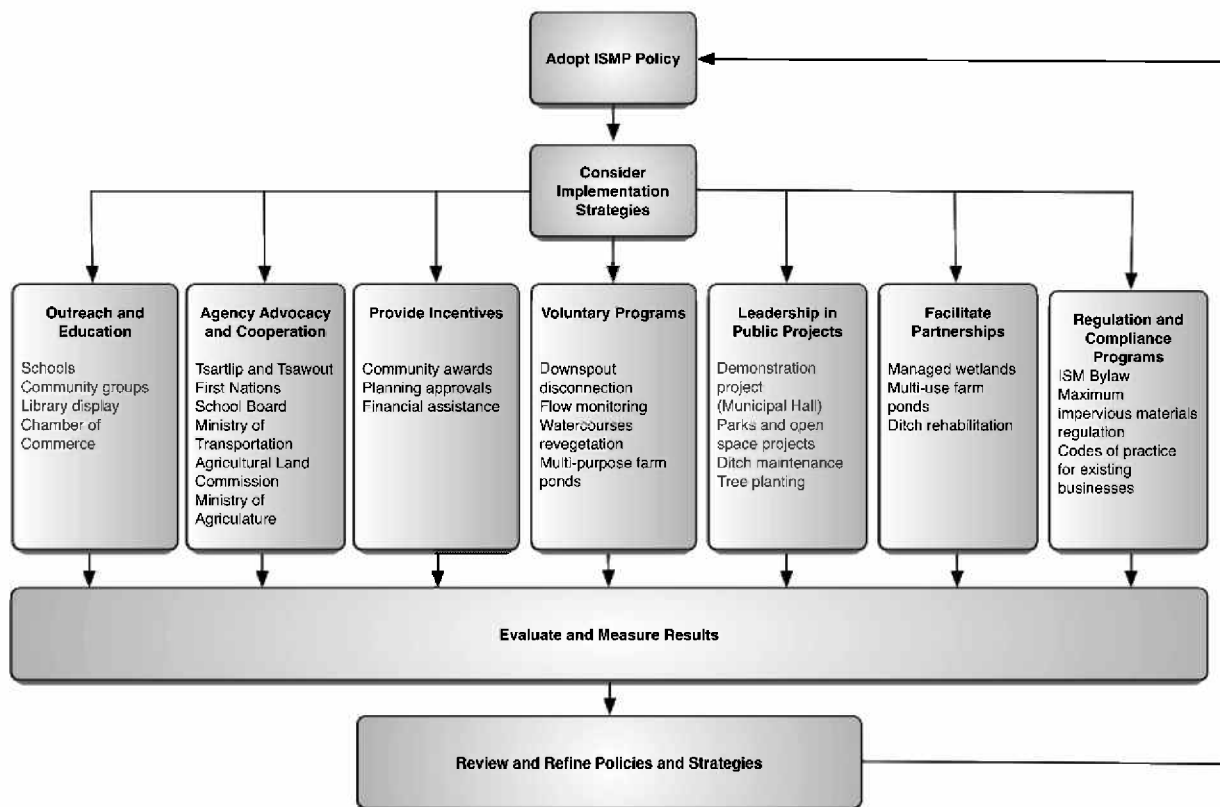 Adopt ISMP Policy
Consider
Implementation
Strategies
Outreach and
Education
Schools
Community groups
Library display
Chamber of
Commerce
Agency Advocacy
and Cooperation
Tsartlip and Tsawout
First Nations
School Board
Ministry of
Transportation
Agricultural Land
Commission
Ministry of
Agriculature
Provide Incentives
Community awards
Planning approvals
Financial assistance
Voluntary Programs
Downspout
disconnection
Flow monitoring
Watercourses
revegetation
Multi-purpose farm
ponds
Leadership in
Public Projects
Demonstration
project
(Municipal Hall)
Parks and open
space projects
Ditch maintenance
Tree planting
Facilitate
Partnerships
Managed wetlands
Multi-use farm
ponds
Ditch rehabilitation
Regulation and
Compliance
Programs
ISM Bylaw
Maximum
impervious materials
regulation
Codes of practice
for existing
businesses
Evaluate and Measure Results
Review and Refine Policies and Strategies